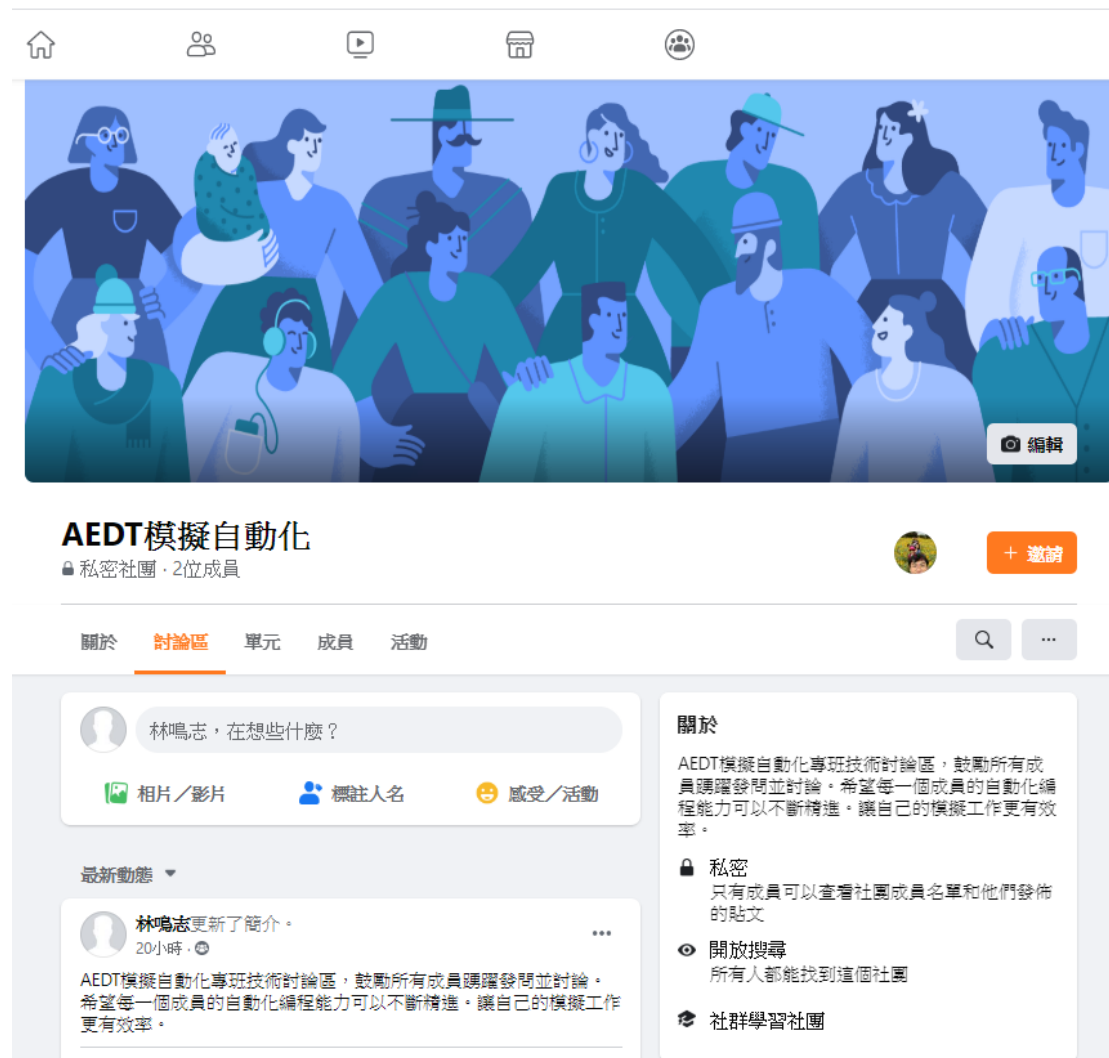 編輯
AEDT模擬自動化
私密社團 · 2位成員
+ 邀請
關於 討論區 單元 成員 活動
林鳴志，在想些什麼？
相片／影片 標註人名 感受／活動
最新動態
林鳴志更新了簡介。
20小時 ·
AEDT模擬自動化專班技術討論區，鼓勵所有成員踴躍發問並討論。
希望每一個成員的自動化編程能力可以不斷精進。讓自己的模擬工作
更有效率。
關於
AEDT模擬自動化專班技術討論區，鼓勵所有成
員踴躍發問並討論。希望每一個成員的自動化編
程能力可以不斷精進。讓自己的模擬工作更有效
率。
私密
只有成員可以查看社團成員名單和他們發佈
的貼文
開放搜尋
所有人都能找到這個社團
社群學習社團